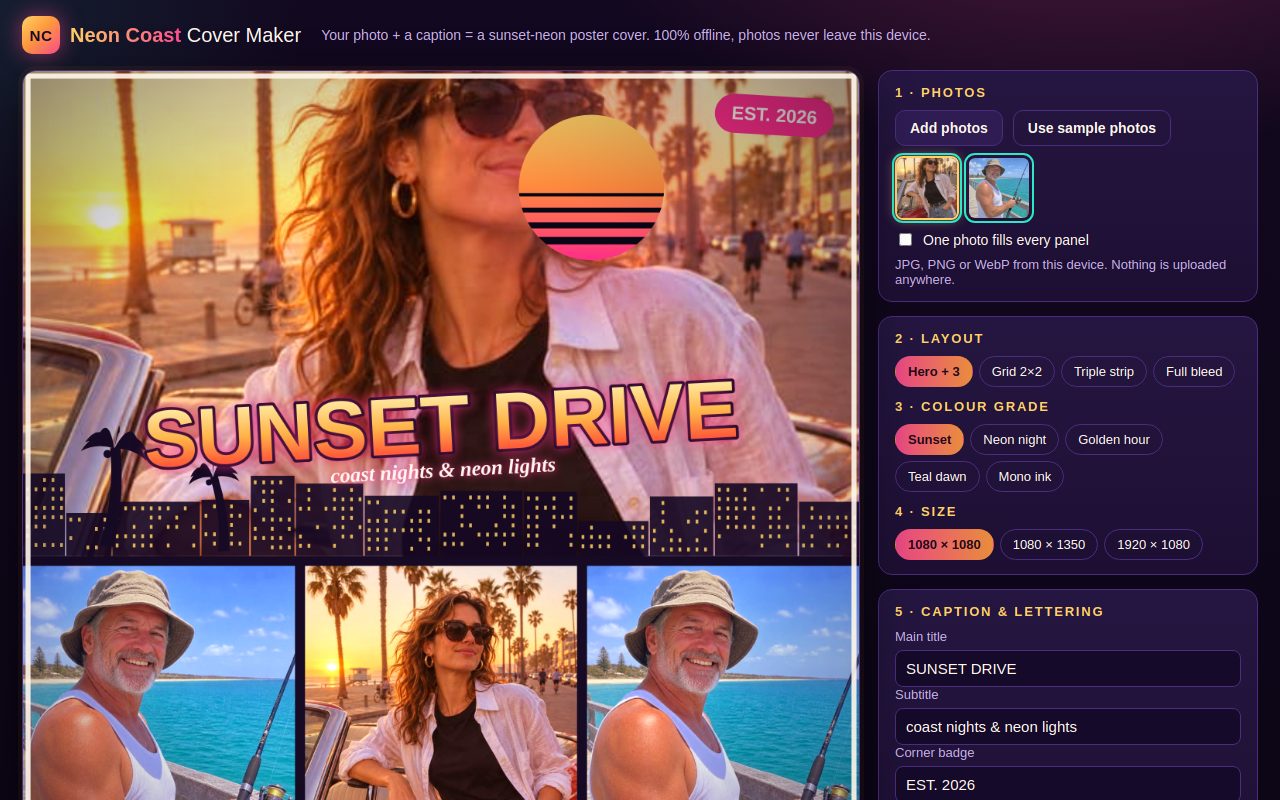 NC
Neon Coast Cover Maker
Your photo + a caption = a sunset-neon poster cover. 100% offline, photos never leave this device.
EST. 2026
SUNSET DRIVE
coast nights & neon lights
1 · PHOTOS
Add photos
Use sample photos
One photo fills every panel
JPG, PNG or WebP from this device. Nothing is uploaded
anywhere.
2 · LAYOUT
Hero + 3
Grid 2×2
Triple strip
Full bleed
3 · COLOUR GRADE
Sunset
Neon night
Golden hour
Teal dawn
Mono ink
4 · SIZE
1080 × 1080
1080 × 1350
1920 × 1080
5 · CAPTION & LETTERING
Main title
SUNSET DRIVE
Subtitle
coast nights & neon lights
Corner badge
EST. 2026